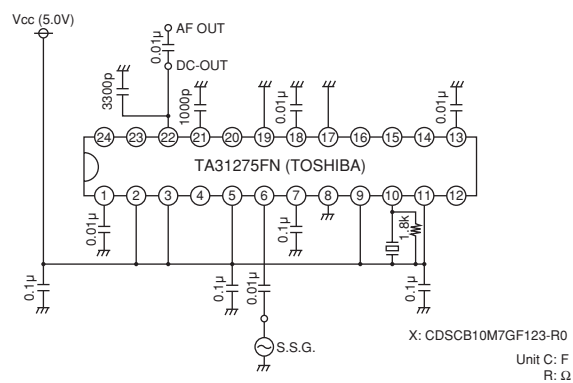 Vcc (5.0V)
AF OUT
0.01µ
DC-OUT
3300p
1000p
0.01µ
0.01µ
24 23 22 21 20 19 18 17 16 15 14 13
TA31275FN (TOSHIBA)
1 2 3 4 5 6 7 8 9 10 11 12
0.01µ
0.1µ
1.8k
0.1µ
0.1µ
0.01µ
0.1µ
S.S.G.
X: CDSCB10M7GF123-R0
Unit C: F
R: Ω